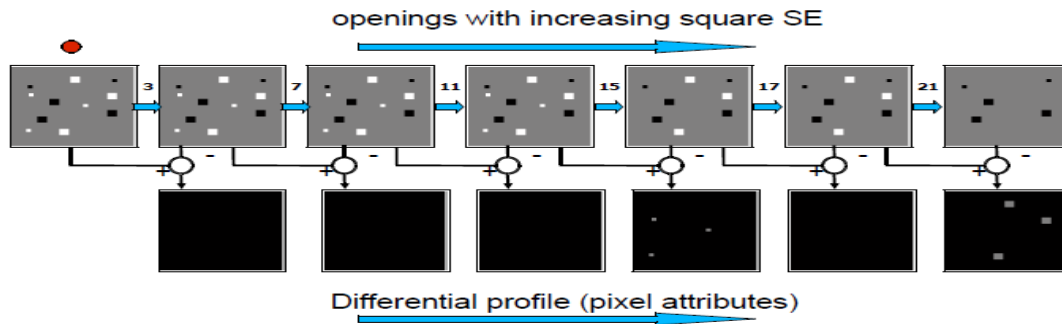 openings with increasing square SE
3 7 11 15 17 21
- - - - - -
+ + + + + +
Differential profile (pixel attributes)